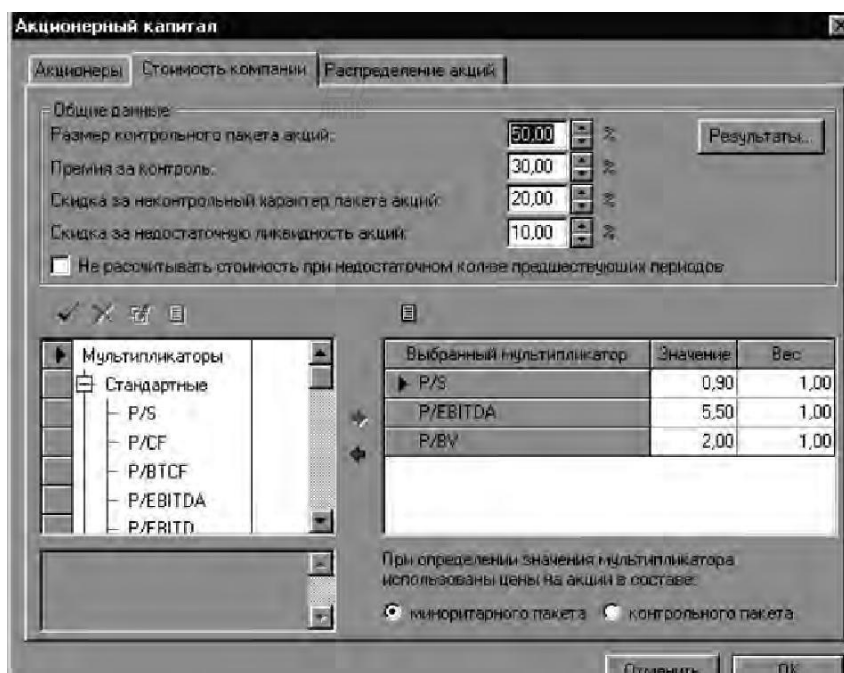 Акционерный капитал
Акционеры Стоимость компании Распределение акций
Общие данные
Размер контрольного пакета акций: 50,00 % Результаты...
Премия за контроль: 30,00 %
Скидка за неконтрольный характер пакета акций: 20,00 %
Скидка за недостаточную ликвидность акций: 10,00 %
Не рассчитывать стоимость при недостаточном кол-ве предшествующих периодов
Мультипликаторы
Стандартные
P/S
P/CF
P/BTCF
P/EBITDA
P/EBITD
Выбранный мультипликатор Значение Вес
P/S 0,90 1,00
P/EBITDA 5,50 1,00
P/BV 2,00 1,00
При определении значения мультипликатора
использованы цены на акции в составе:
миноритарного пакета контрольного пакета
Отменить OK